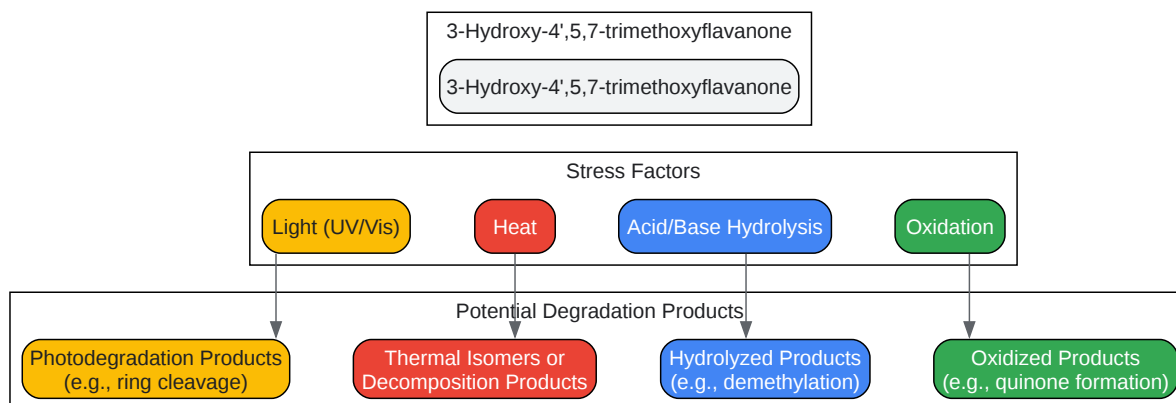 3-Hydroxy-4',5,7-trimethoxyflavanone
3-Hydroxy-4',5,7-trimethoxyflavanone
Stress Factors
Light (UV/Vis)
Heat
Acid/Base Hydrolysis
Oxidation
Potential Degradation Products
Photodegradation Products
(e.g., ring cleavage)
Thermal Isomers or
Decomposition Products
Hydrolyzed Products
(e.g., demethylation)
Oxidized Products
(e.g., quinone formation)